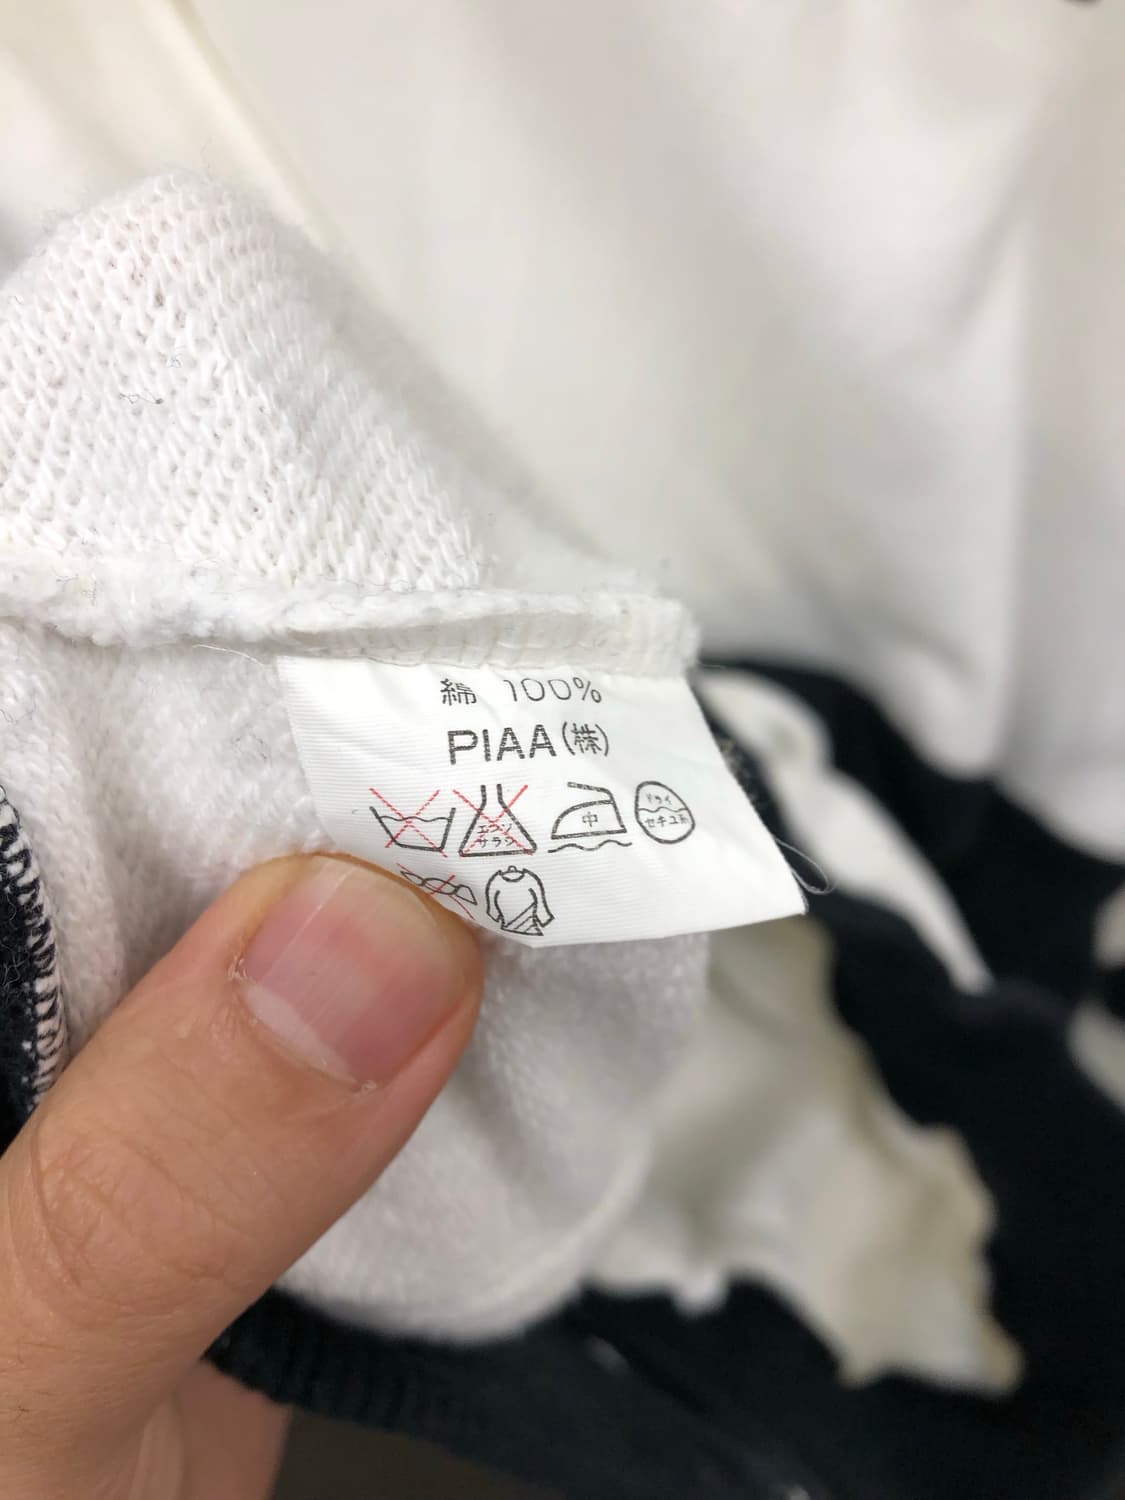 綿 100%
PIAA(株)
エンソ サラシ 中 ドライ セキユ系